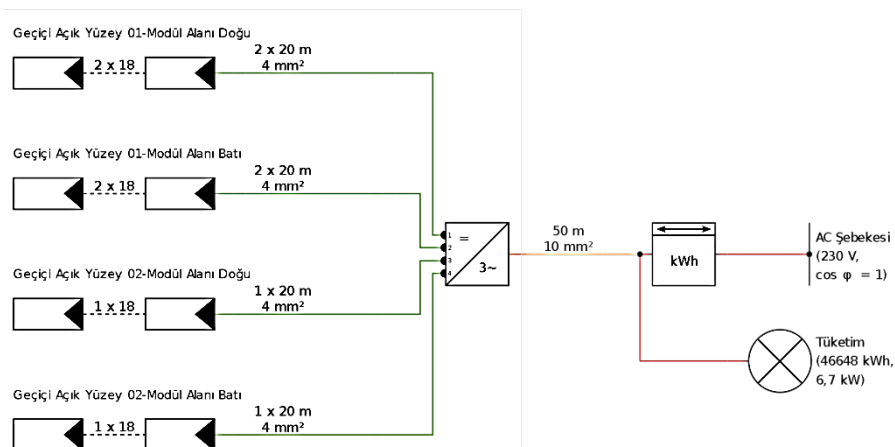 Geçiçi Açık Yüzey 01-Modül Alanı Doğu
2 x 18
2 x 20 m
4 mm²
Geçiçi Açık Yüzey 01-Modül Alanı Batı
2 x 18
2 x 20 m
4 mm²
Geçiçi Açık Yüzey 02-Modül Alanı Doğu
1 x 18
1 x 20 m
4 mm²
Geçiçi Açık Yüzey 02-Modül Alanı Batı
1 x 18
1 x 20 m
4 mm²
1
2
3
4
=
3~
50 m
10 mm²
kWh
AC Şebekesi
(230 V,
cos φ = 1)
Tüketim
(46648 kWh,
6,7 kW)